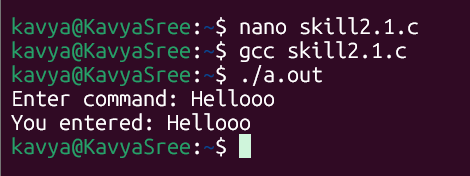 kavya@KavyaSree:~$ nano skill2.1.c
kavya@KavyaSree:~$ gcc skill2.1.c
kavya@KavyaSree:~$ ./a.out
Enter command: Hellooo
You entered: Hellooo
kavya@KavyaSree:~$